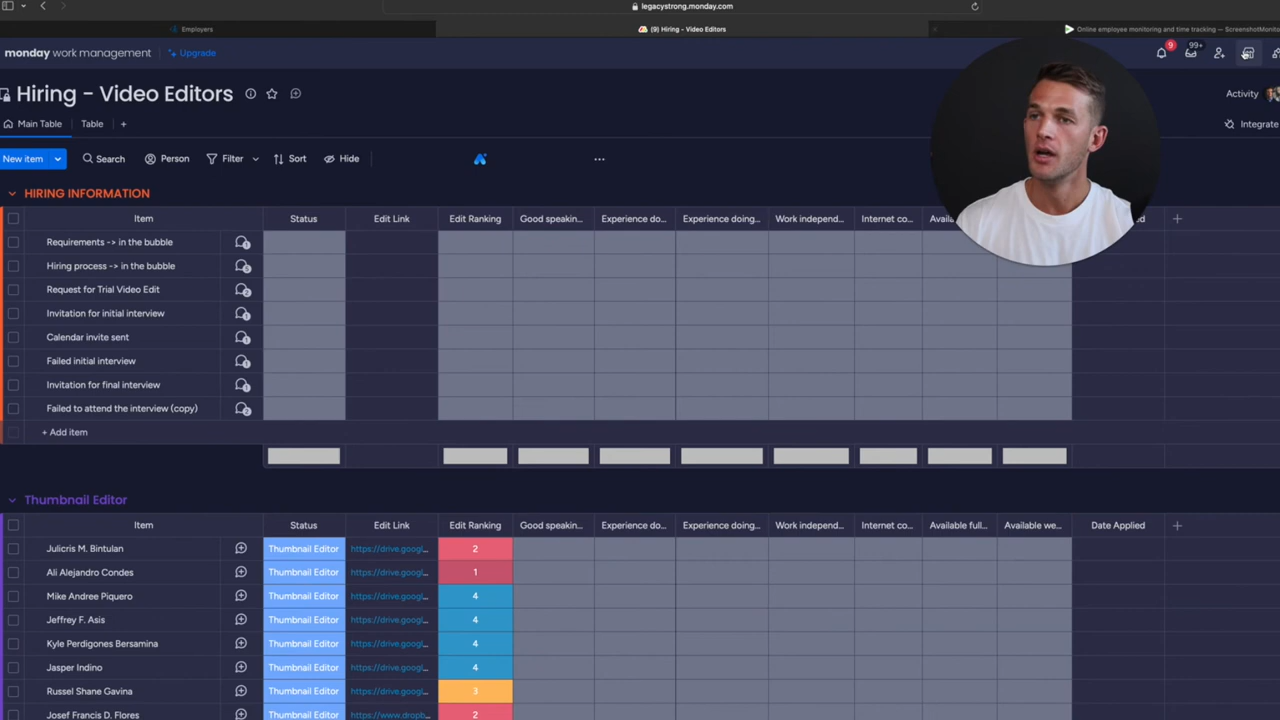 legacystrong.monday.com
Employers
(9) Hiring - Video Editors
Online employee monitoring and time tracking — ScreenshotMonitor
monday work management
Upgrade
9
99+
Hiring - Video Editors
Activity
Main Table
Table
+
Integrate
New item
Search
Person
Filter
Sort
Hide
HIRING INFORMATION
Item Status Edit Link Edit Ranking Good speakin... Experience do... Experience doing... Work independ... Internet co... +
Requirements -> in the bubble 1
Hiring process -> in the bubble
Request for Trial Video Edit 2
Invitation for initial interview 1
Calendar invite sent 1
Failed initial interview 1
Invitation for final interview 1
Failed to attend the interview (copy) 2
+ Add item
Thumbnail Editor
Item Status Edit Link Edit Ranking Good speakin... Experience do... Experience doing... Work independ... Internet co... Available full... Available we... Date Applied +
Julicris M. Bintulan Thumbnail Editor https://drive.googl... 2
Ali Alejandro Condes Thumbnail Editor https://drive.googl... 1
Mike Andree Piquero Thumbnail Editor https://drive.googl... 4
Jeffrey F. Asis Thumbnail Editor https://drive.googl... 4
Kyle Perdigones Bersamina Thumbnail Editor https://drive.googl... 4
Jasper Indino Thumbnail Editor https://drive.googl... 4
Russel Shane Gavina Thumbnail Editor https://drive.googl... 3
Josef Francis D. Flores Thumbnail Editor https://www.dropb... 2